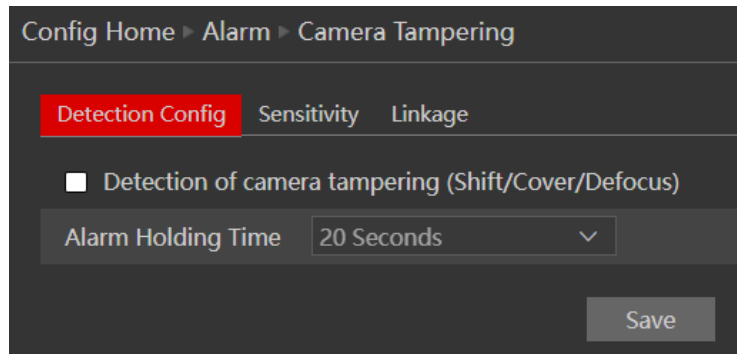 Config Home ▸ Alarm ▸ Camera Tampering
Detection Config Sensitivity Linkage
Detection of camera tampering (Shift/Cover/Defocus)
Alarm Holding Time 20 Seconds
Save